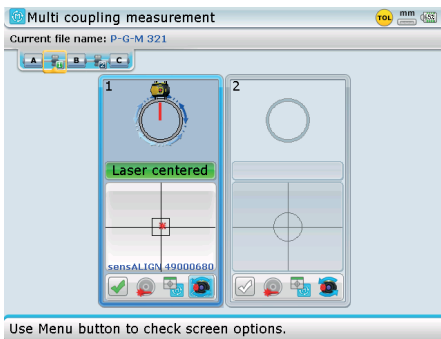 Multi coupling measurement
TOL mm
Current file name: P-G-M 321
A B C
1 2
Laser centered
sensALIGN 49000680
Use Menu button to check screen options.